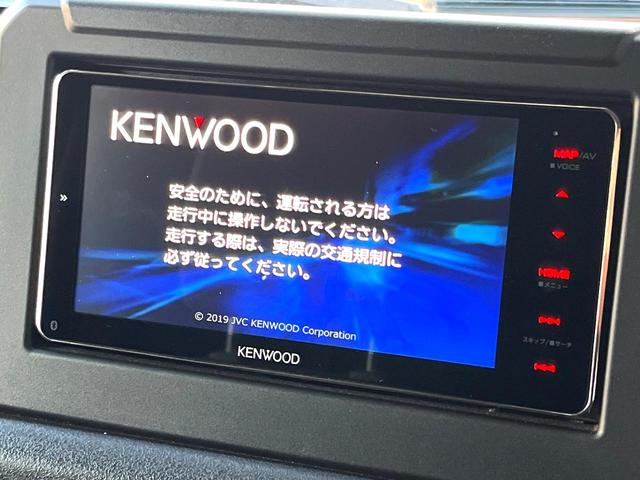 KENWOOD
安全のために、運転される方は
走行中に操作しないでください。
走行する際は、実際の交通規制に
必ず従ってください。
© 2019 JVC KENWOOD Corporation
KENWOOD
MAP/AV
■ VOICE
HOME
■メニュー
スキップ/■サーチ